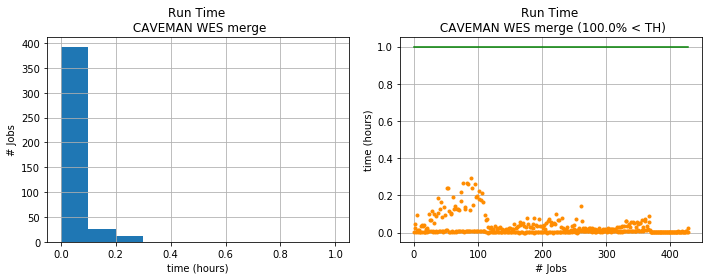 Run Time
CAVEMAN WES merge
# Jobs
400
350
300
250
200
150
100
50
0
0.0 0.2 0.4 0.6 0.8 1.0
time (hours)
Run Time
CAVEMAN WES merge (100.0% < TH)
time (hours)
1.0
0.8
0.6
0.4
0.2
0.0
0 100 200 300 400
# Jobs